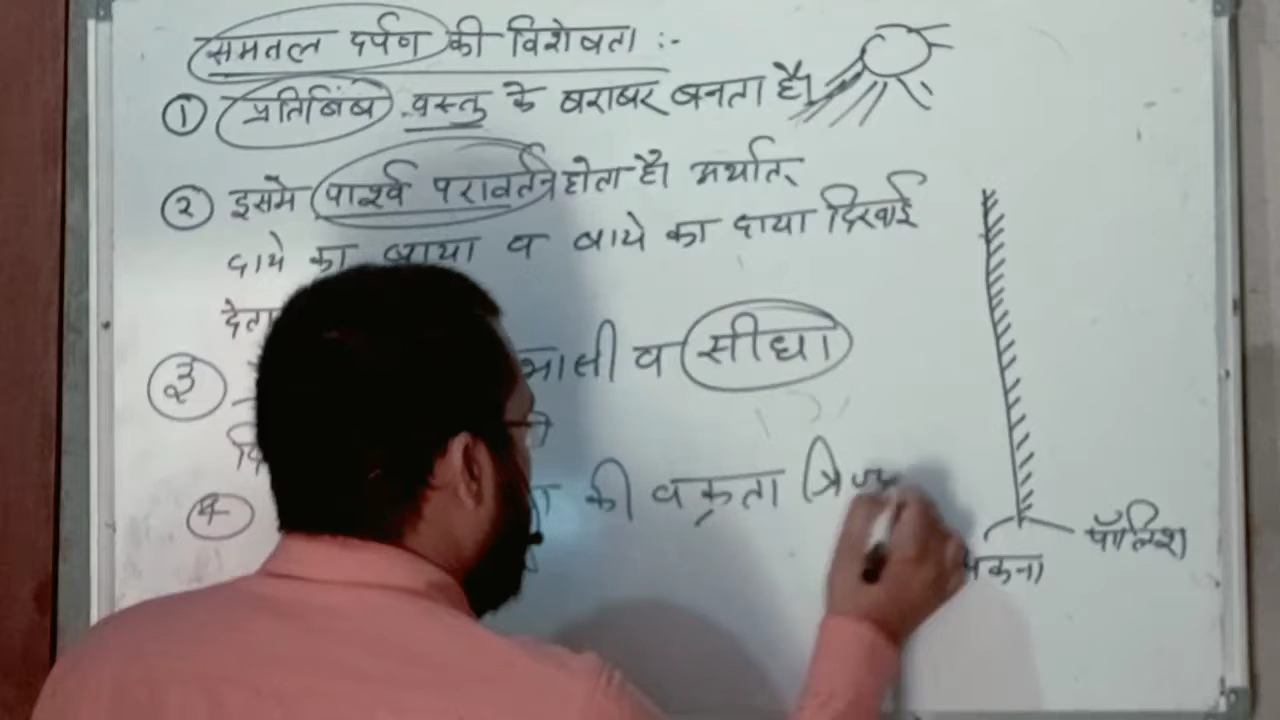 समतल दर्पण की विशेषता :-
① प्रतिबिंब वस्तु के बराबर बनता है।
② इसमे पार्श्व परावर्तन होता है। अर्थात्
दाये का बाया व बाये का दाया दिखाई
देता
③ व सीधा
④ की वक्रता
पॉलिश